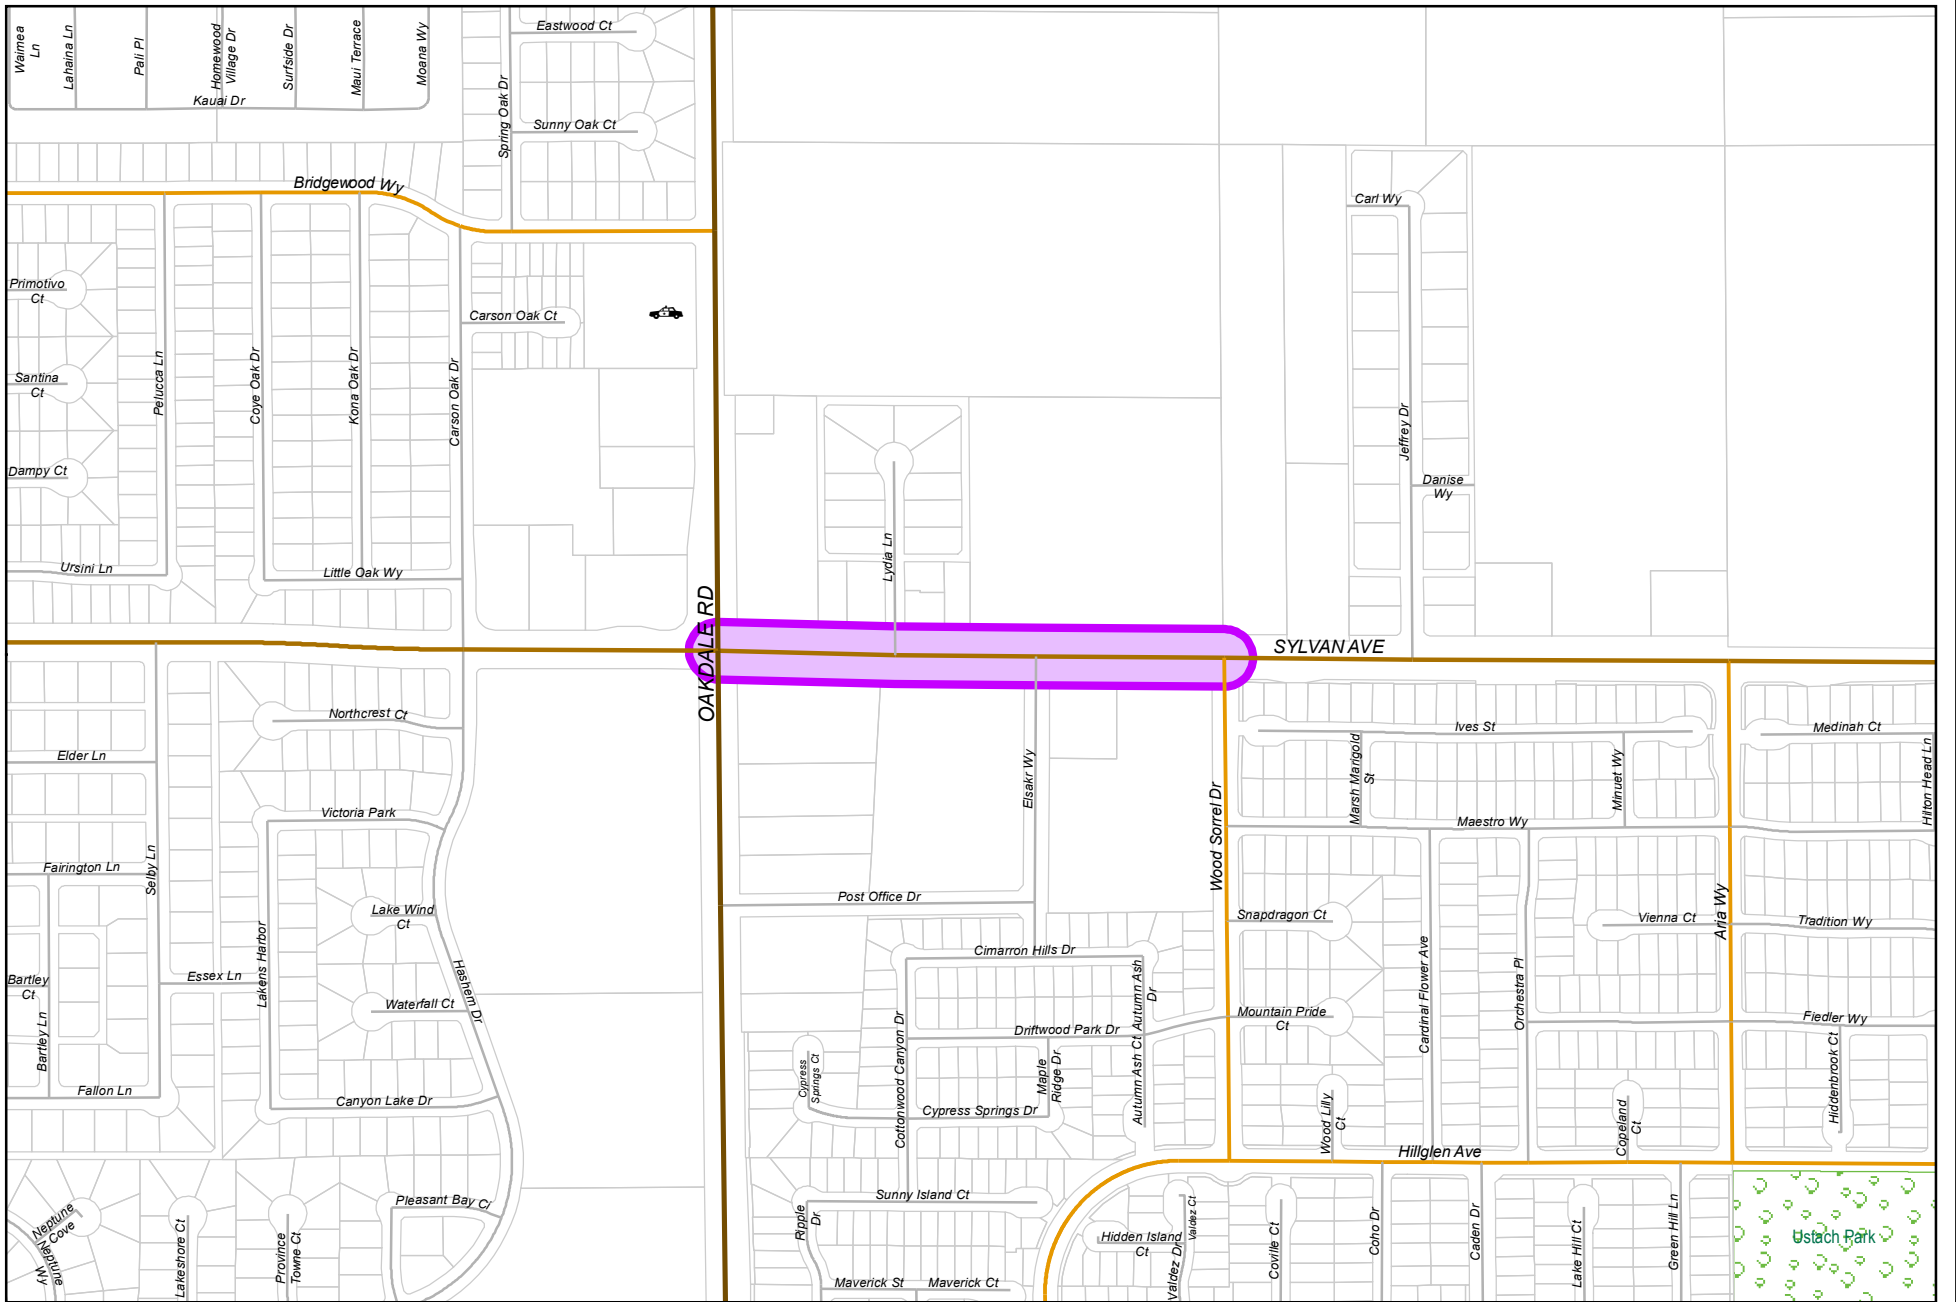 Waimea
Ln
Lahaina Ln
Pali Pl
Homewood
Village Dr
Surfside Dr
Maui Terrace
Moana Wy
Kauai Dr
Spring Oak Dr
Eastwood Ct
Sunny Oak Ct
Bridgewood Wy
Carl Wy
Primotivo
Ct
Carson Oak Ct
Santina
Ct
Pelucca Ln
Coye Oak Dr
Kona Oak Dr
Carson Oak Dr
Jeffrey Dr
Dampy Ct
Danise
Wy
Lydia Ln
Ursini Ln
Little Oak Wy
OAKDALE RD
SYLVAN AVE
Northcrest Ct
Elder Ln
Ives St
Medinah Ct
Marsh Marigold
St
Minuet Wy
Hilton Head Ln
Elsakr Wy
Victoria Park
Maestro Wy
Wood Sorrel Dr
Selby Ln
Fairington Ln
Post Office Dr
Lake Wind
Ct
Snapdragon Ct
Vienna Ct
Aria Wy
Tradition Wy
Cimarron Hills Dr
Lakens Harbor
Essex Ln
Bartley
Ct
Hashem Dr
Autumn Ash
Dr
Cardinal Flower Ave
Orchestra Pl
Waterfall Ct
Mountain Pride
Ct
Fiedler Wy
Driftwood Park Dr
Bartley Ln
Cottonwood Canyon Dr
Cypress
Springs Ct
Maple
Ridge Dr
Autumn Ash Ct
Hiddenbrook Ct
Fallon Ln
Canyon Lake Dr
Cypress Springs Dr
Wood Lilly
Ct
Copeland
Ct
Hillglen Ave
Pleasant Bay Ci
Sunny Island Ct
Neptune
Cove
Neptune
Wy
Lakeshore Ct
Province
Towne Ct
Ripple
Dr
Valdez Ct
Hidden Island
Ct
Valdez Dr
Coville Ct
Coho Dr
Caden Dr
Lake Hill Ct
Green Hill Ln
Ustach Park
Maverick St
Maverick Ct